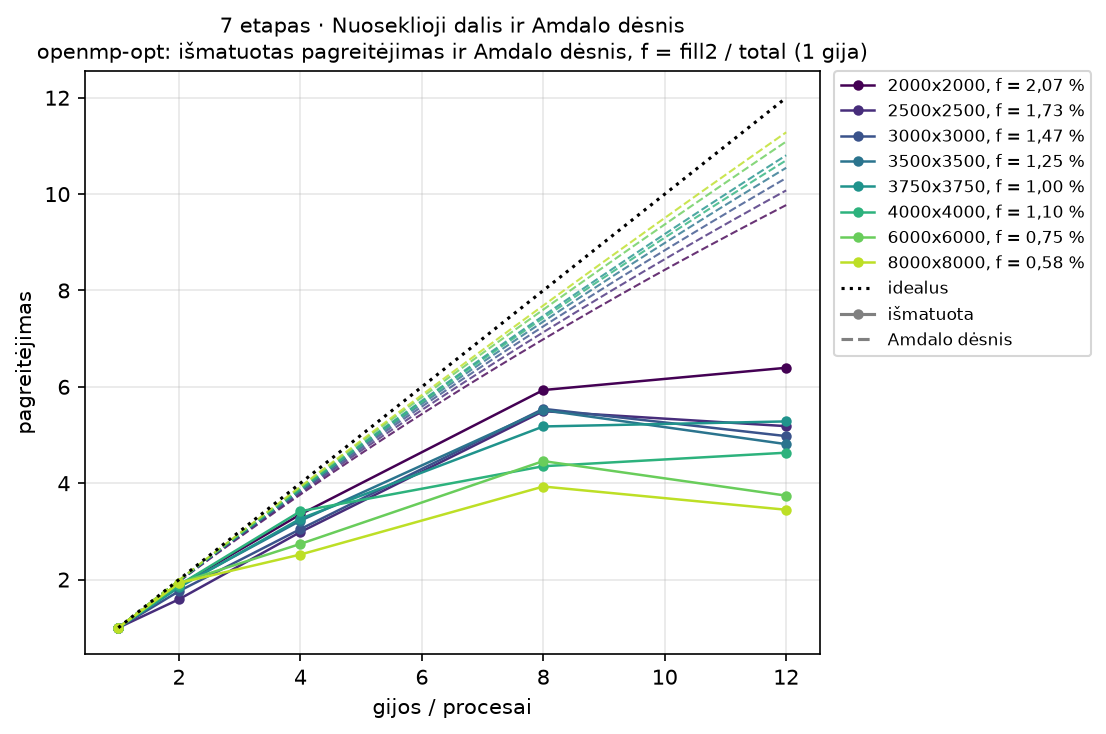 7 etapas · Nuoseklioji dalis ir Amdalo dėsnis
openmp-opt: išmatuotas pagreitėjimas ir Amdalo dėsnis, f = fill2 / total (1 gija)
12
10
8
6
4
2
pagreitėjimas
2
4
6
8
10
12
gijos / procesai
2000x2000, f = 2,07 %
2500x2500, f = 1,73 %
3000x3000, f = 1,47 %
3500x3500, f = 1,25 %
3750x3750, f = 1,00 %
4000x4000, f = 1,10 %
6000x6000, f = 0,75 %
8000x8000, f = 0,58 %
idealus
išmatuota
Amdalo dėsnis